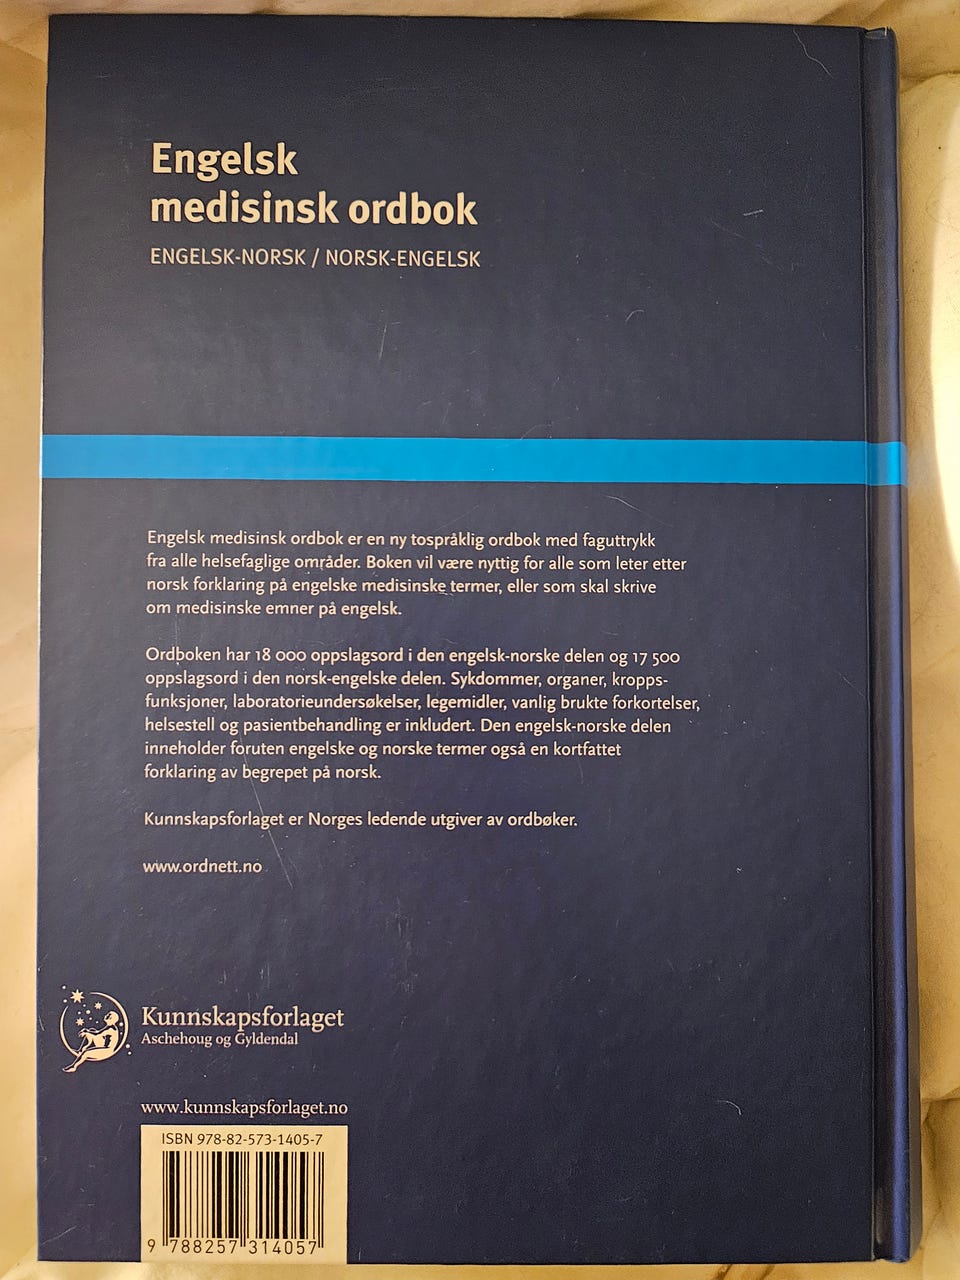 Engelsk
medisinsk ordbok
ENGELSK-NORSK / NORSK-ENGELSK
Engelsk medisinsk ordbok er en ny tospråklig ordbok med faguttrykk
fra alle helsefaglige områder. Boken vil være nyttig for alle som leter etter
norsk forklaring på engelske medisinske termer, eller som skal skrive
om medisinske emner på engelsk.
Ordboken har 18 000 oppslagsord i den engelsk-norske delen og 17 500
oppslagsord i den norsk-engelske delen. Sykdommer, organer, kropps-
funksjoner, laboratorieundersøkelser, legemidler, vanlig brukte forkortelser,
helsestell og pasientbehandling er inkludert. Den engelsk-norske delen
inneholder foruten engelske og norske termer også en kortfattet
forklaring av begrepet på norsk.
Kunnskapsforlaget er Norges ledende utgiver av ordbøker.
www.ordnett.no
Kunnskapsforlaget
Aschehoug og Gyldendal
www.kunnskapsforlaget.no
ISBN 978-82-573-1405-7
9 788257 314057